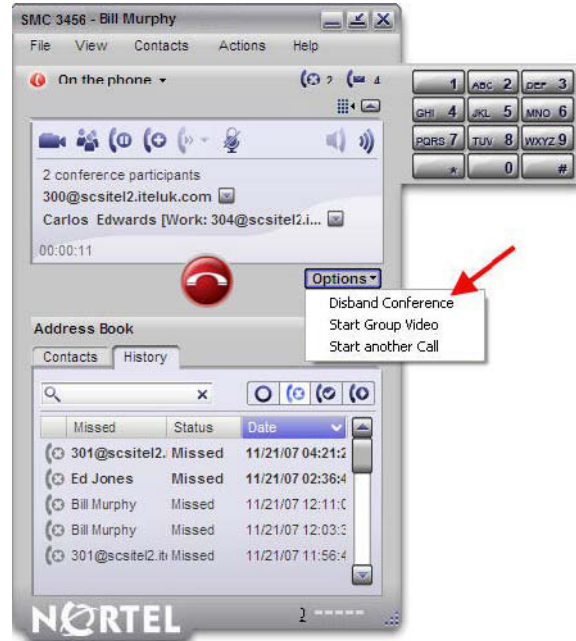 SMC 3456 - Bill Murphy
File View Contacts Actions Help
On the phone 2 4
1 ABC 2 DEF 3
GHI 4 JKL 5 MNO 6
PQRS 7 TUV 8 WXYZ 9
* 0 #
2 conference participants
300@scsitel2.iteluk.com
Carlos Edwards [Work: 304@scsitel2.i...
00:00:11
Options
Disband Conference
Start Group Video
Start another Call
Address Book
Contacts History
Missed Status Date
301@scsitel2. Missed 11/21/07 04:21:2
Ed Jones Missed 11/21/07 02:36:4
Bill Murphy Missed 11/21/07 12:11:0
Bill Murphy Missed 11/21/07 12:03:3
301@scsitel2.it Missed 11/21/07 11:56:4
NORTEL